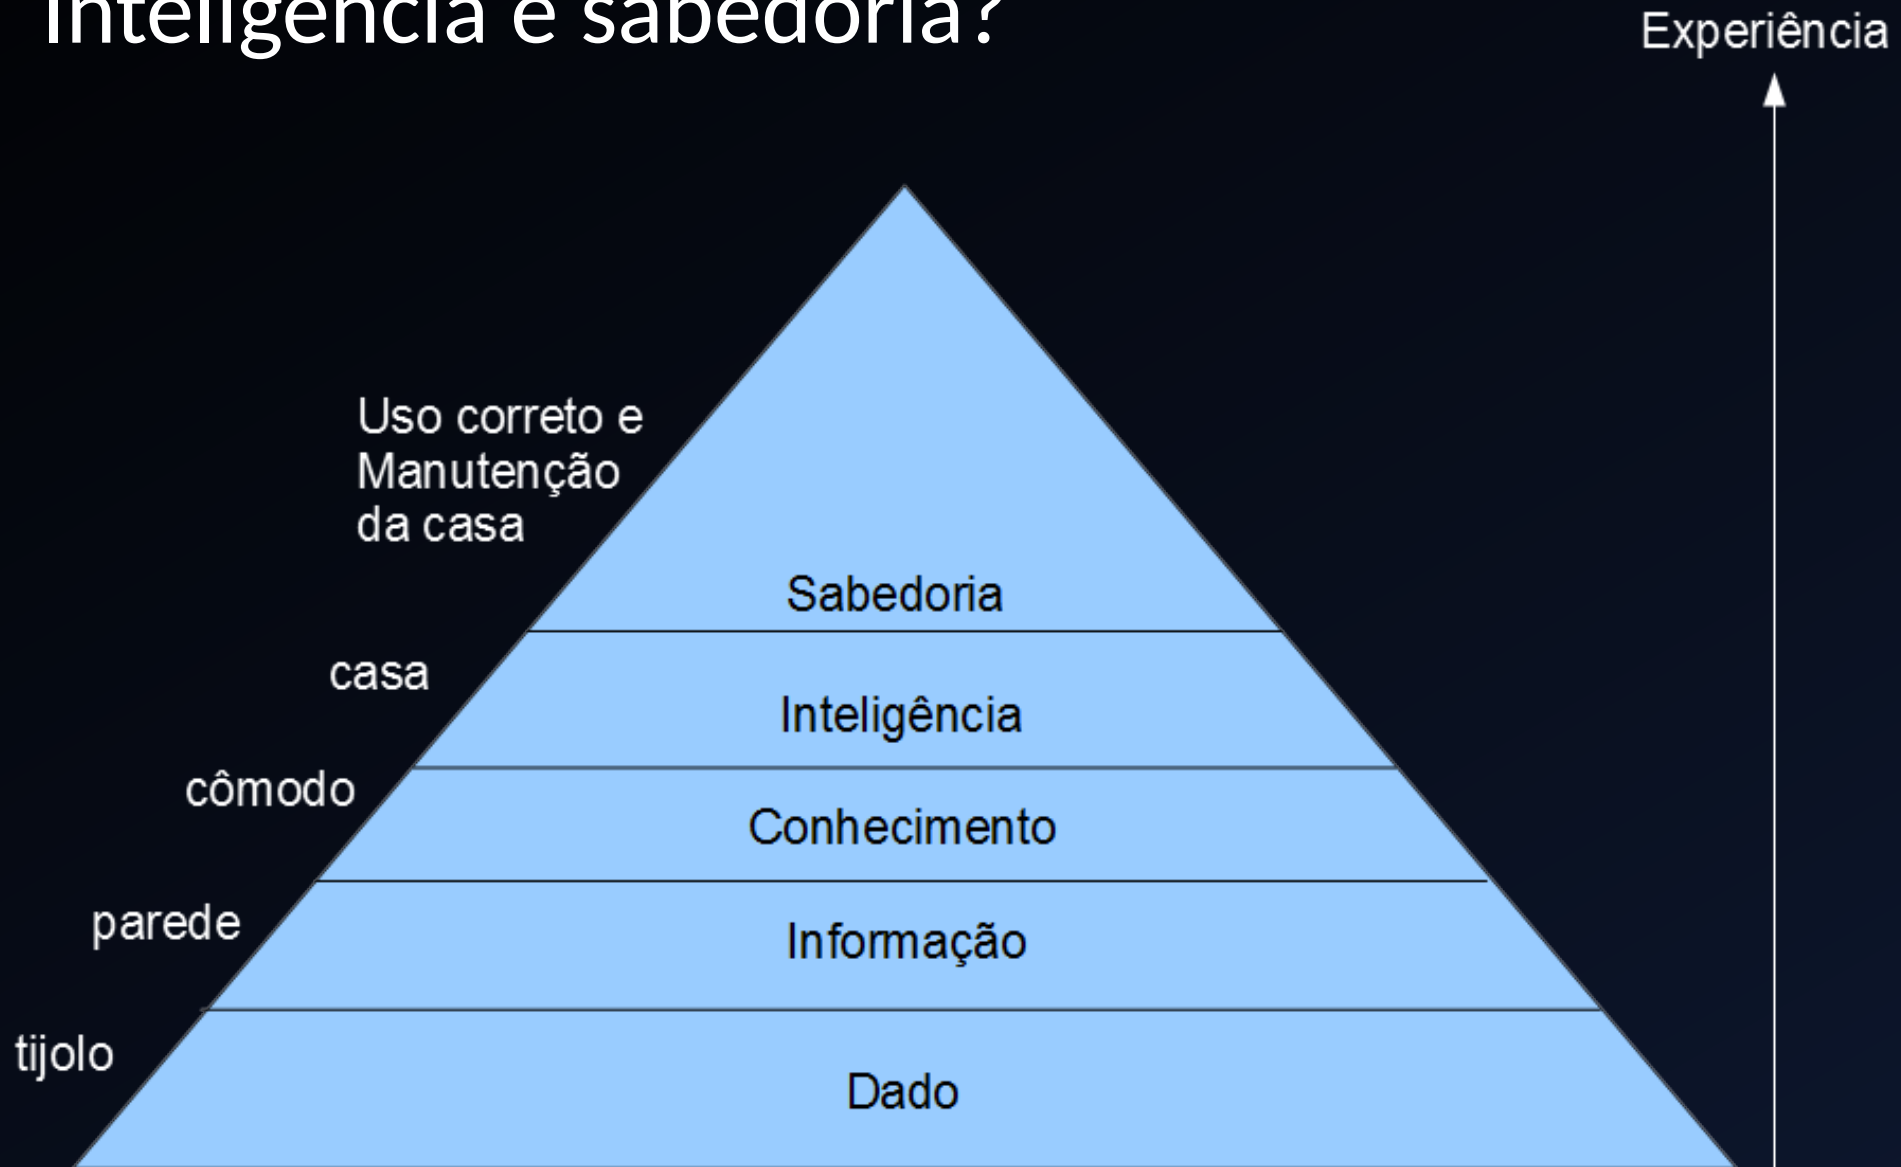 Inteligência e sabedoria?
Experiência
Uso correto e
Manutenção
da casa
Sabedoria
casa
Inteligência
cômodo
Conhecimento
parede
Informação
tijolo
Dado